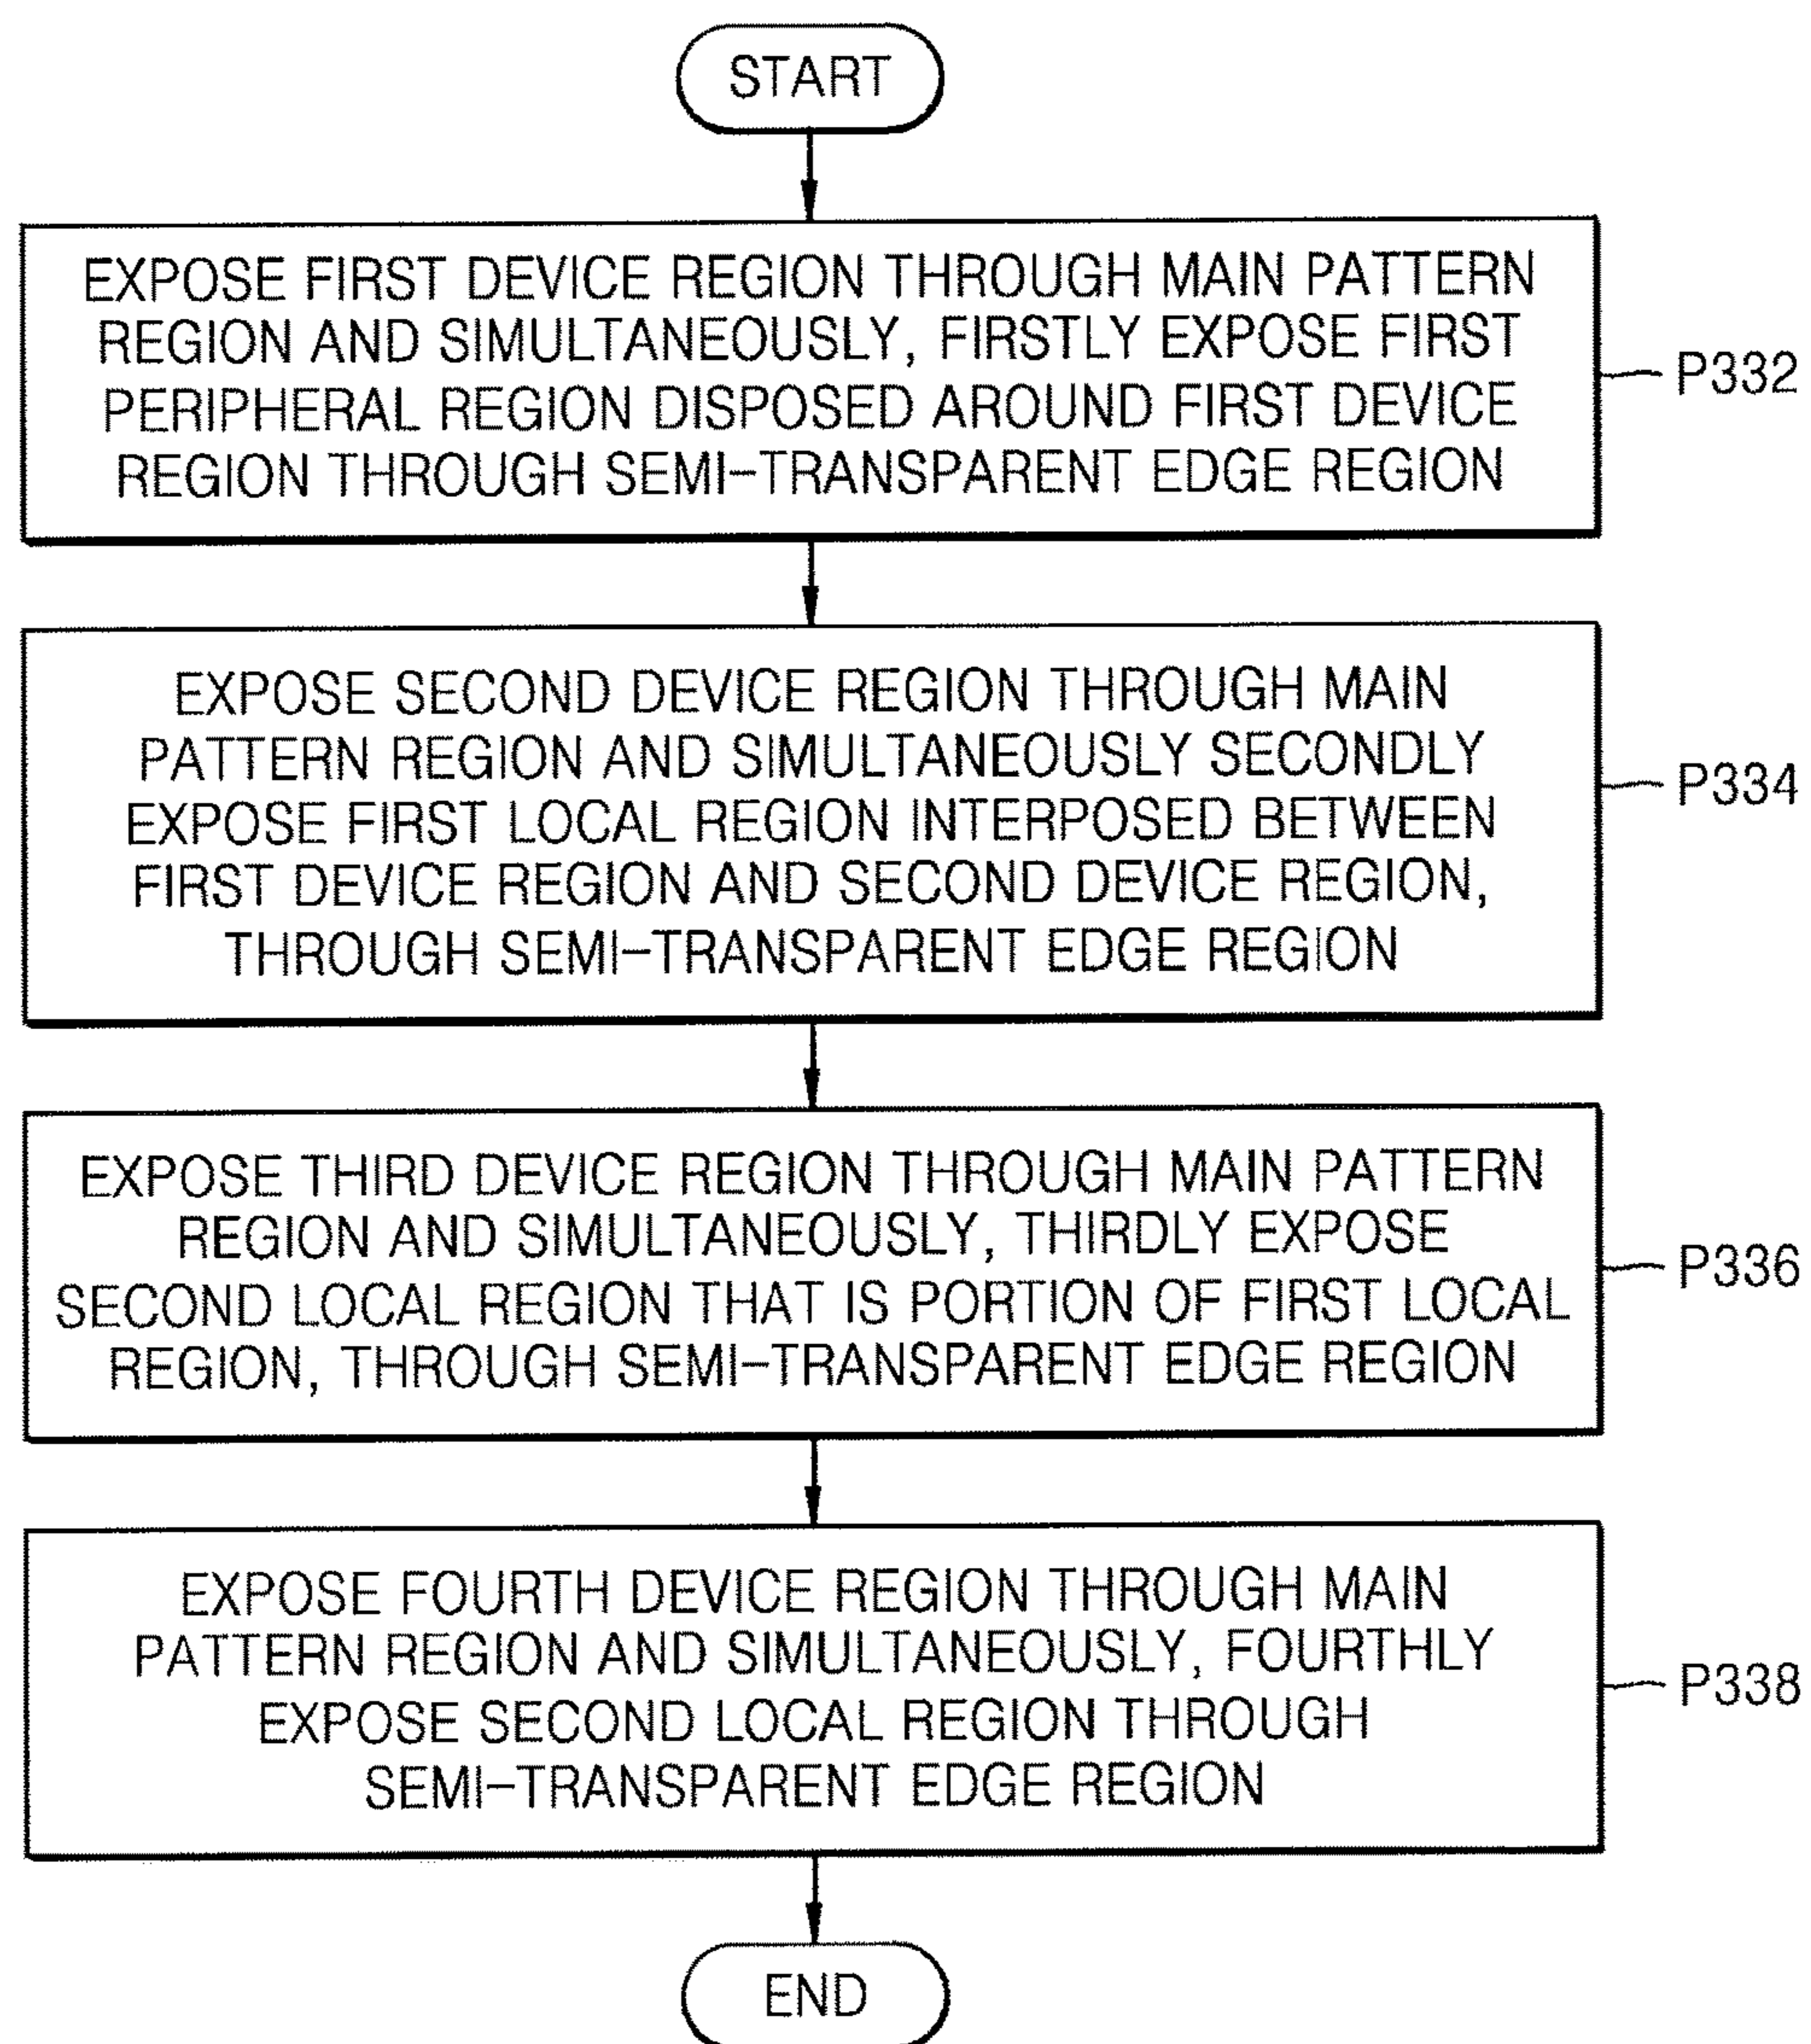 START
EXPOSE FIRST DEVICE REGION THROUGH MAIN PATTERN
REGION AND SIMULTANEOUSLY, FIRSTLY EXPOSE FIRST
PERIPHERAL REGION DISPOSED AROUND FIRST DEVICE
REGION THROUGH SEMI-TRANSPARENT EDGE REGION
P332
EXPOSE SECOND DEVICE REGION THROUGH MAIN
PATTERN REGION AND SIMULTANEOUSLY SECONDLY
EXPOSE FIRST LOCAL REGION INTERPOSED BETWEEN
FIRST DEVICE REGION AND SECOND DEVICE REGION,
THROUGH SEMI-TRANSPARENT EDGE REGION
P334
EXPOSE THIRD DEVICE REGION THROUGH MAIN PATTERN
REGION AND SIMULTANEOUSLY, THIRDLY EXPOSE
SECOND LOCAL REGION THAT IS PORTION OF FIRST LOCAL
REGION, THROUGH SEMI-TRANSPARENT EDGE REGION
P336
EXPOSE FOURTH DEVICE REGION THROUGH MAIN
PATTERN REGION AND SIMULTANEOUSLY, FOURTHLY
EXPOSE SECOND LOCAL REGION THROUGH
SEMI-TRANSPARENT EDGE REGION
P338
END